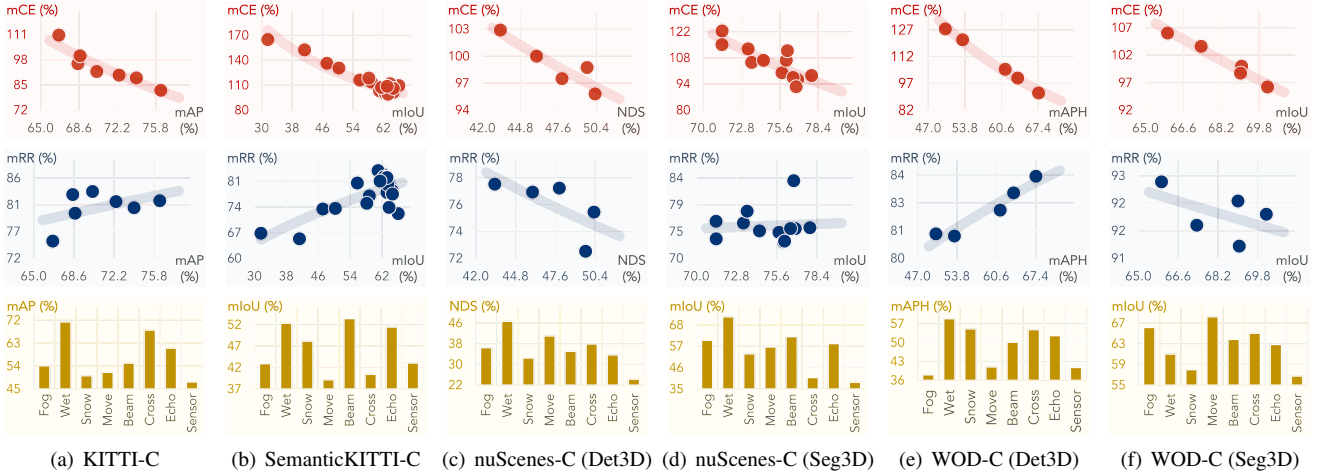 mCE (%)
111
98
85
72
65.0 68.6 72.2 75.8
mAP
(%)
mCE (%)
170
150
130
110
80
30 38 46 54 62
mIoU
(%)
mCE (%)
103
100
97
94
42.0 44.8 47.6 50.4
NDS
(%)
mCE (%)
122
108
94
80
70.0 72.8 75.6 78.4
mIoU
(%)
mCE (%)
127
112
97
82
47.0 53.8 60.6 67.4
mAPH
(%)
mCE (%)
107
102
97
92
65.0 66.6 68.2 69.8
mIoU
(%)
mRR (%)
86
81
77
72
65.0 68.6 72.2 75.8
mAP
(%)
mRR (%)
81
74
67
60
30 38 46 54 62
mIoU
(%)
mRR (%)
78
76
74
72
42.0 44.8 47.6 50.4
NDS
(%)
mRR (%)
84
78
75
70
70.0 72.8 75.6 78.4
mIoU
(%)
mRR (%)
84
83
81
80
47.0 53.8 60.6 67.4
mAPH
(%)
mRR (%)
93
92
92
91
65.0 66.6 68.2 69.8
mIoU
(%)
mAP (%)
72
63
54
45
Fog Wet Snow Move Beam Cross Echo Sensor
mIoU (%)
52
47
42
37
Fog Wet Snow Move Beam Cross Echo Sensor
NDS (%)
46
38
30
22
Fog Wet Snow Move Beam Cross Echo Sensor
mIoU (%)
68
57
46
35
Fog Wet Snow Move Beam Cross Echo Sensor
mAPH (%)
57
50
43
36
Fog Wet Snow Move Beam Cross Echo Sensor
mIoU (%)
67
63
59
55
Fog Wet Snow Move Beam Cross Echo Sensor
(a) KITTI-C (b) SemanticKITTI-C (c) nuScenes-C (Det3D) (d) nuScenes-C (Seg3D) (e) WOD-C (Det3D) (f) WOD-C (Seg3D)